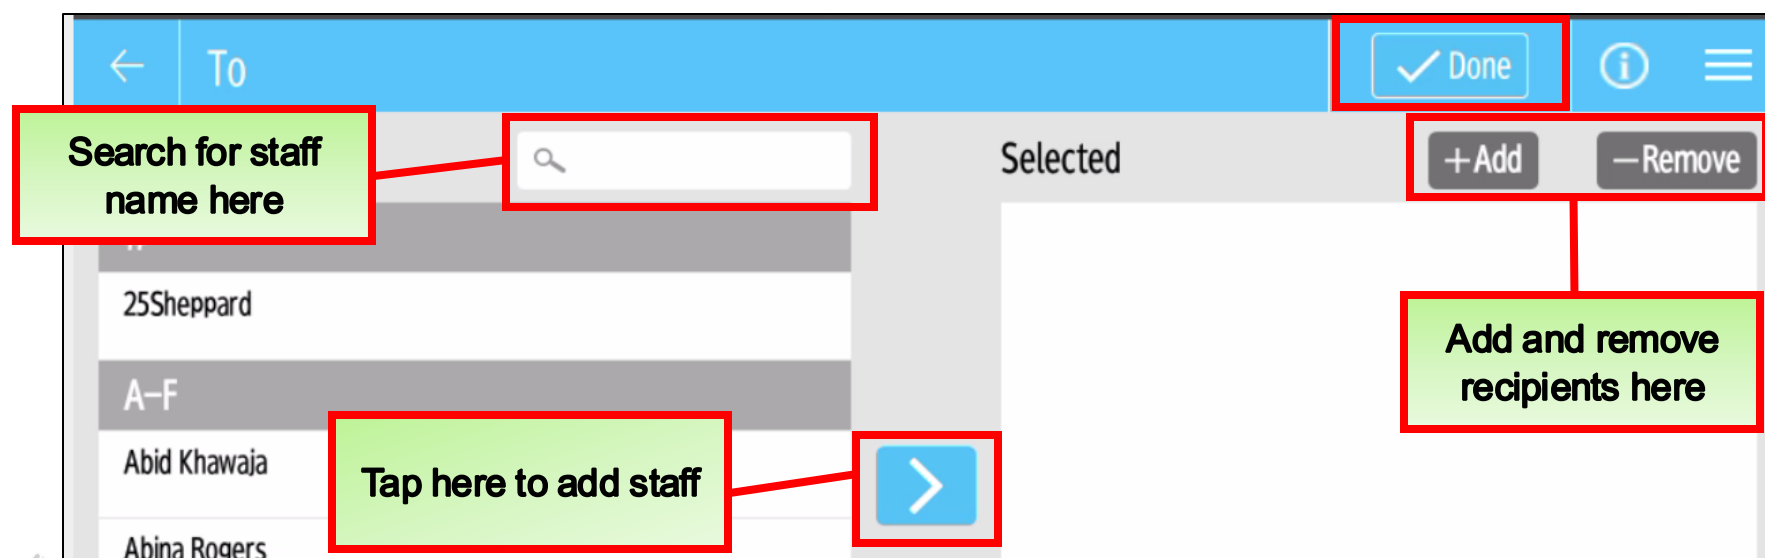 To
Done
Search for staff
name here
Selected
+Add
−Remove
25Sheppard
Add and remove
recipients here
A−F
Abid Khawaja
Tap here to add staff
Abina Rogers